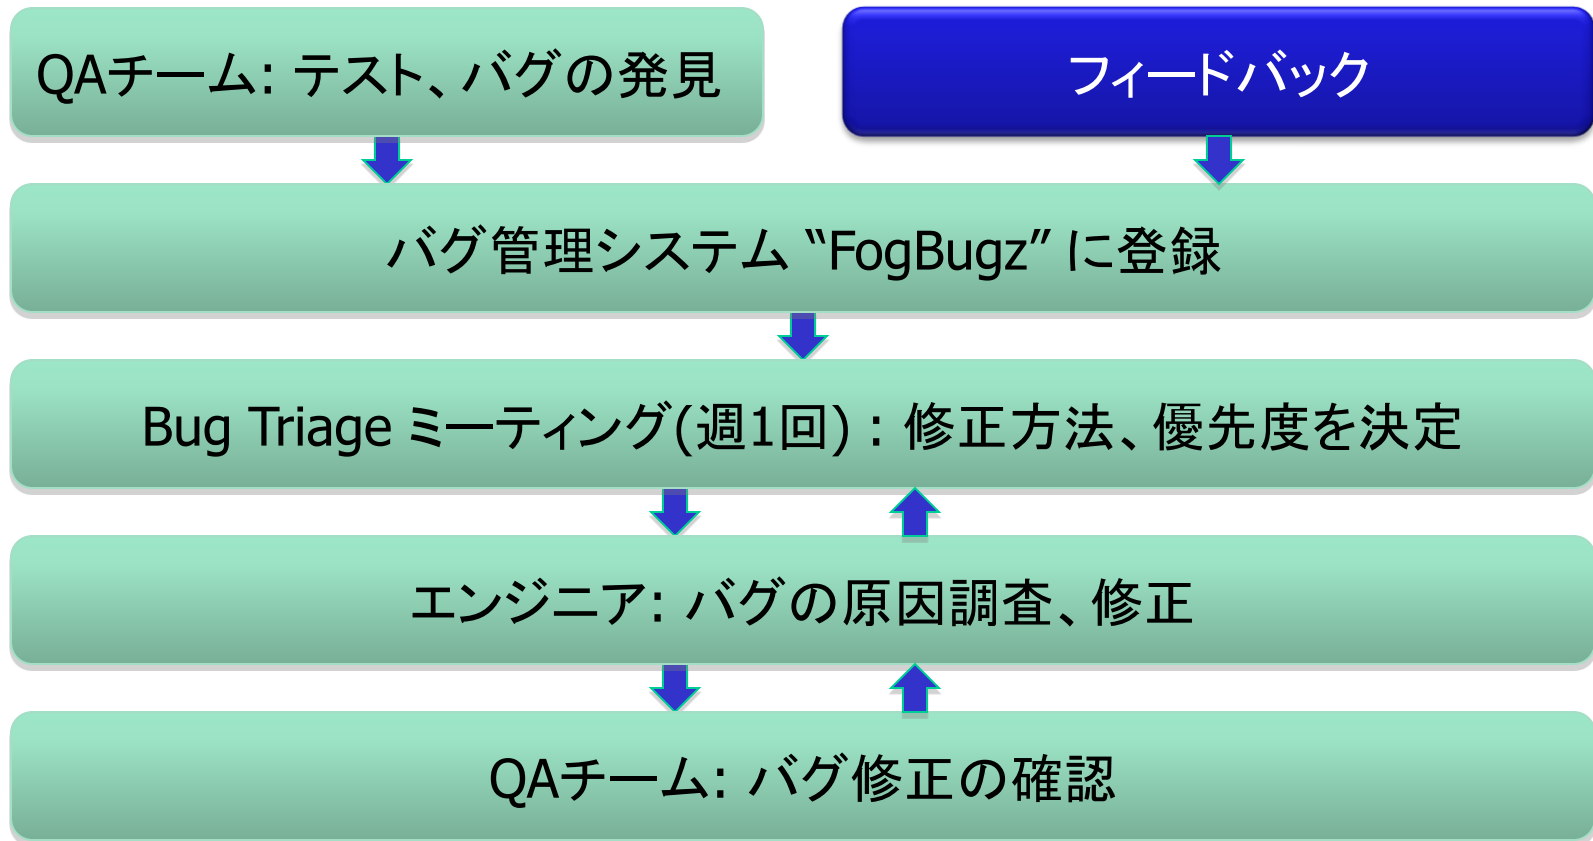 QAチーム: テスト、バグの発見
フィードバック
バグ管理システム “FogBugz” に登録
Bug Triage ミーティング(週1回) : 修正方法、優先度を決定
エンジニア: バグの原因調査、修正
QAチーム: バグ修正の確認